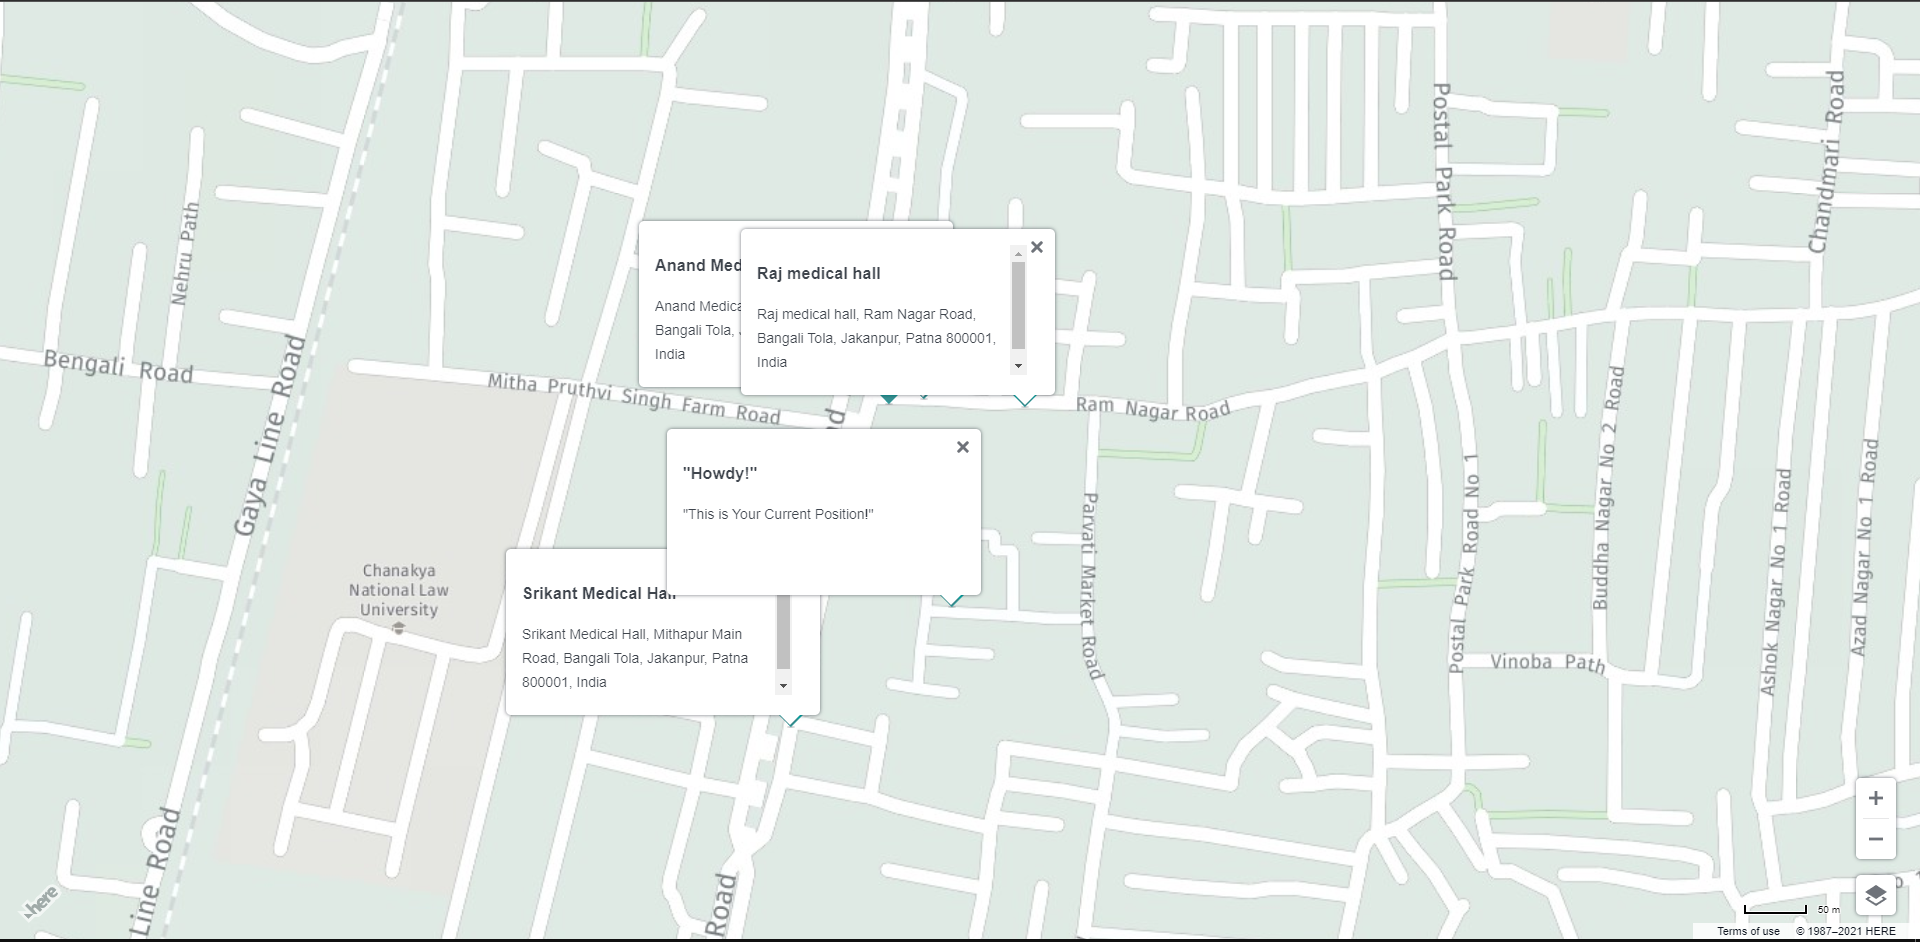 Postal Park Road
Chandmari Road
Nehru Path
Anand Med
Anand Medica
Bangali Tola,
India
Raj medical hall
Raj medical hall, Ram Nagar Road,
Bangali Tola, Jakanpur, Patna 800001,
India
Bengali Road
Gaya Line Road
Mitha Pruthvi Singh Farm Road
Ram Nagar Road
"Howdy!"
"This is Your Current Position!"
Chanakya
National Law
University
Srikant Medical Hall
Srikant Medical Hall, Mithapur Main
Road, Bangali Tola, Jakanpur, Patna
800001, India
Parvati Market Road
Postal Park Road No 1
Buddha Nagar No 2 Road
Ashok Nagar No 1 Road
Azad Nagar No 1 Road
Vinoba Path
Line Road
Road
here
50 m
Terms of use © 1987–2021 HERE